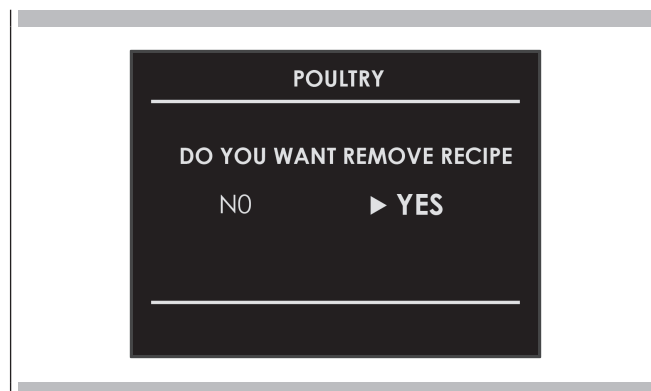 POULTRY
DO YOU WANT REMOVE RECIPE
N0 ▶ YES